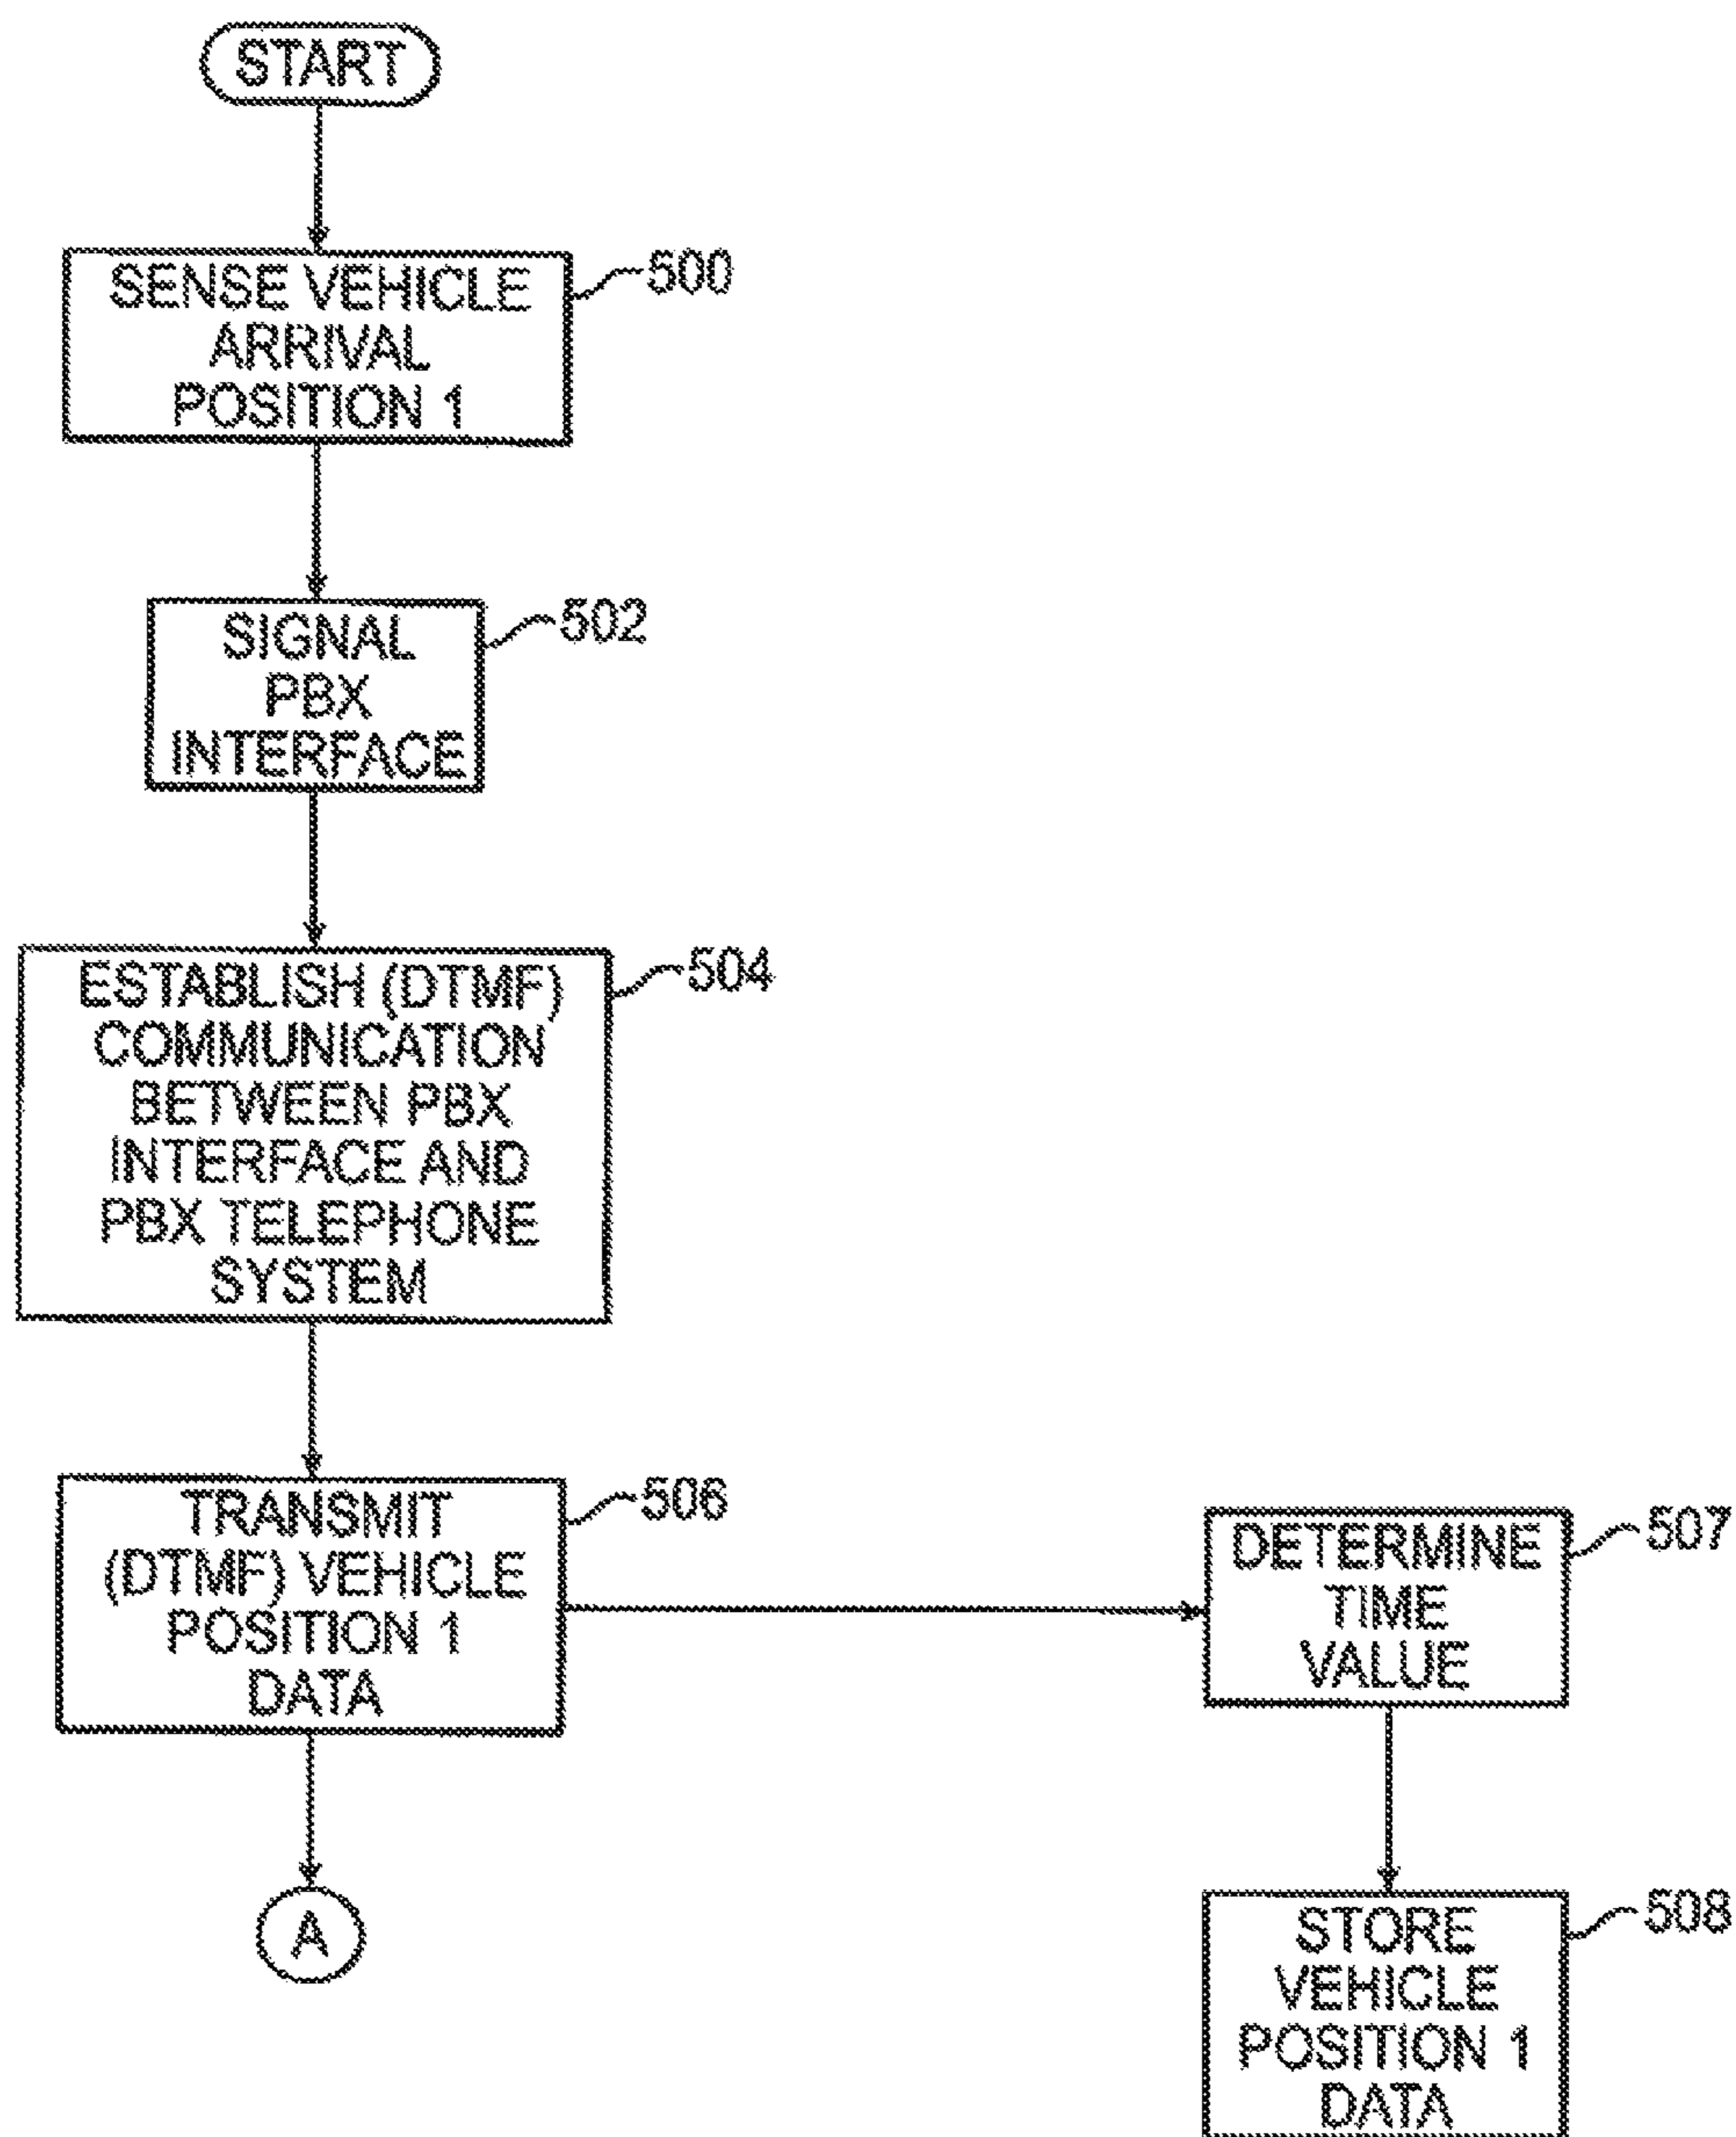 START
SENSE VEHICLE
ARRIVAL
POSITION 1
500
SIGNAL
PBX
INTERFACE
502
ESTABLISH (DTMF)
COMMUNICATION
BETWEEN PBX
INTERFACE AND
PBX TELEPHONE
SYSTEM
504
TRANSMIT
(DTMF) VEHICLE
POSITION 1
DATA
506
DETERMINE
TIME
VALUE
507
A
STORE
VEHICLE
POSITION 1
DATA
508